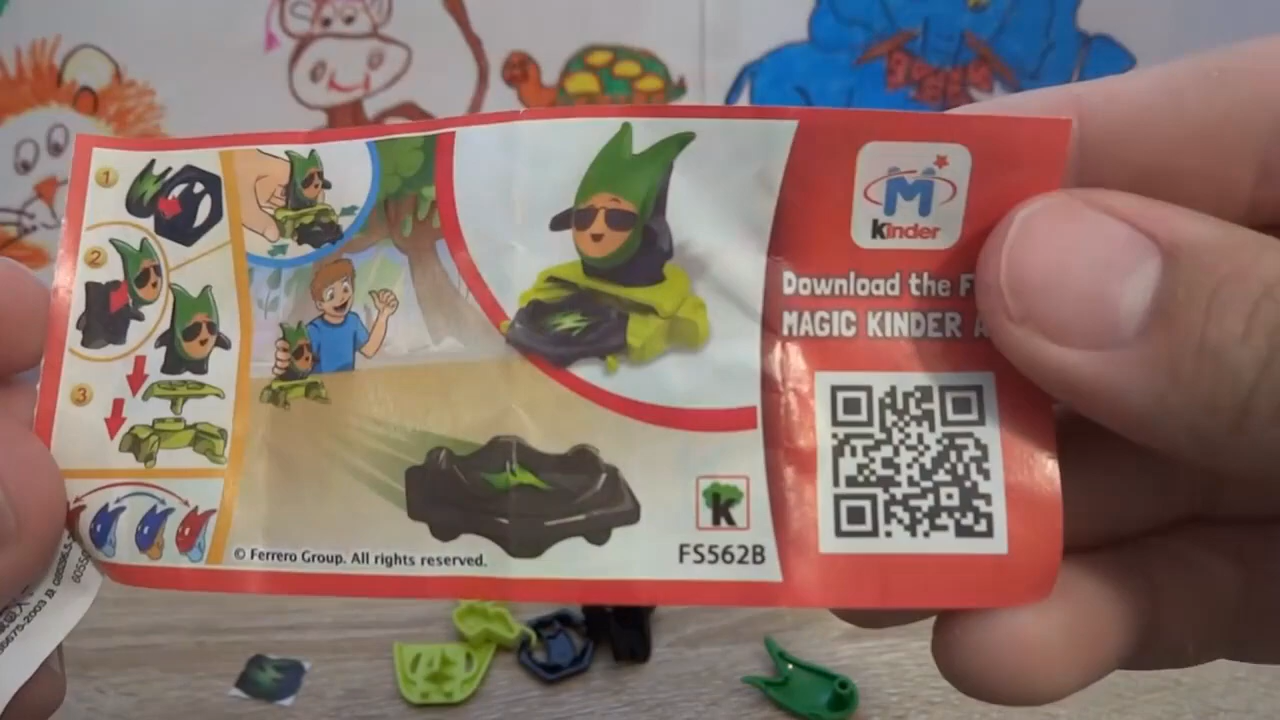 1
2
3
© Ferrero Group. All rights reserved.
K
FS562B
M
kinder
Download the F
MAGIC KINDER A